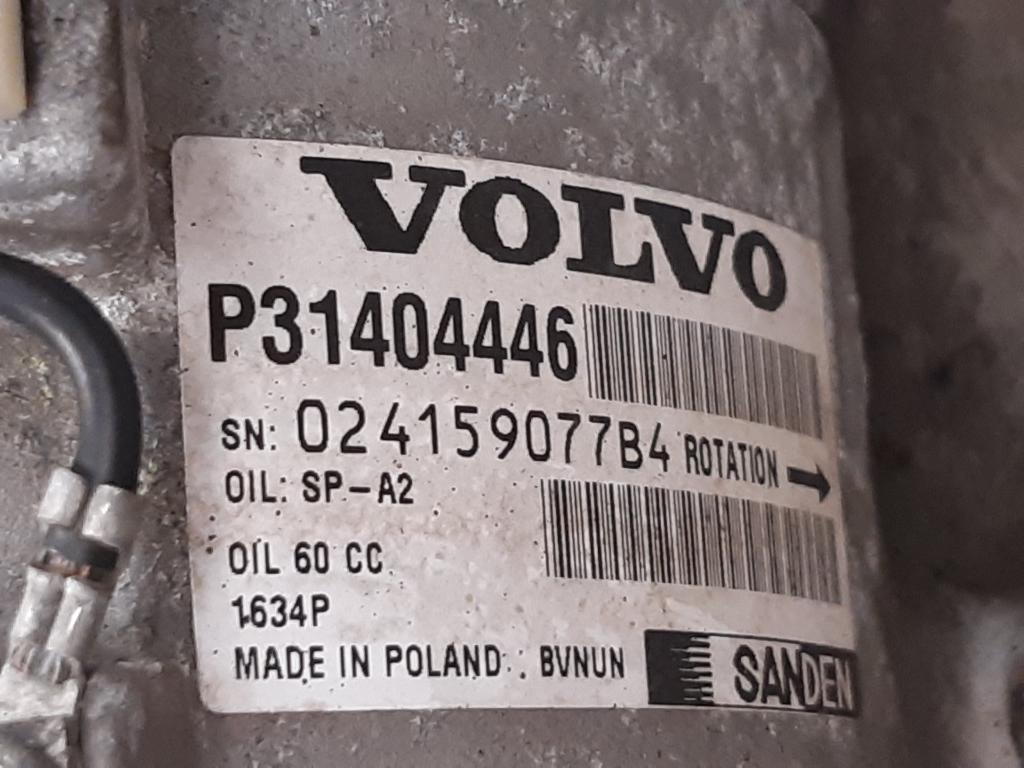 VOLVO
P31404446
SN: 024159077B4 ROTATION →
OIL: SP-A2
OIL 60 CC
1634P
MADE IN POLAND : BVNUN
SANDEN